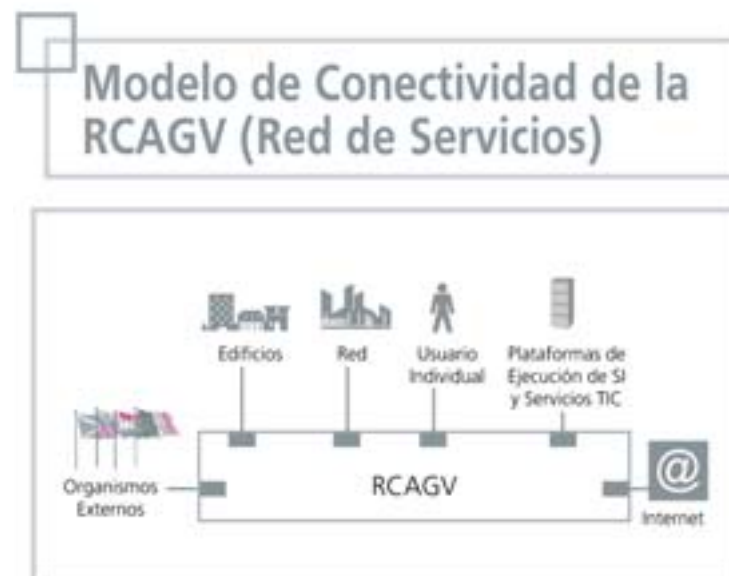 Modelo de Conectividad de la
RCAGV (Red de Servicios)
Edificios
Red
Usuario
Individual
Plataformas de
Ejecución de SI
y Servicios TIC
Organismos
Externos
RCAGV
@
Internet